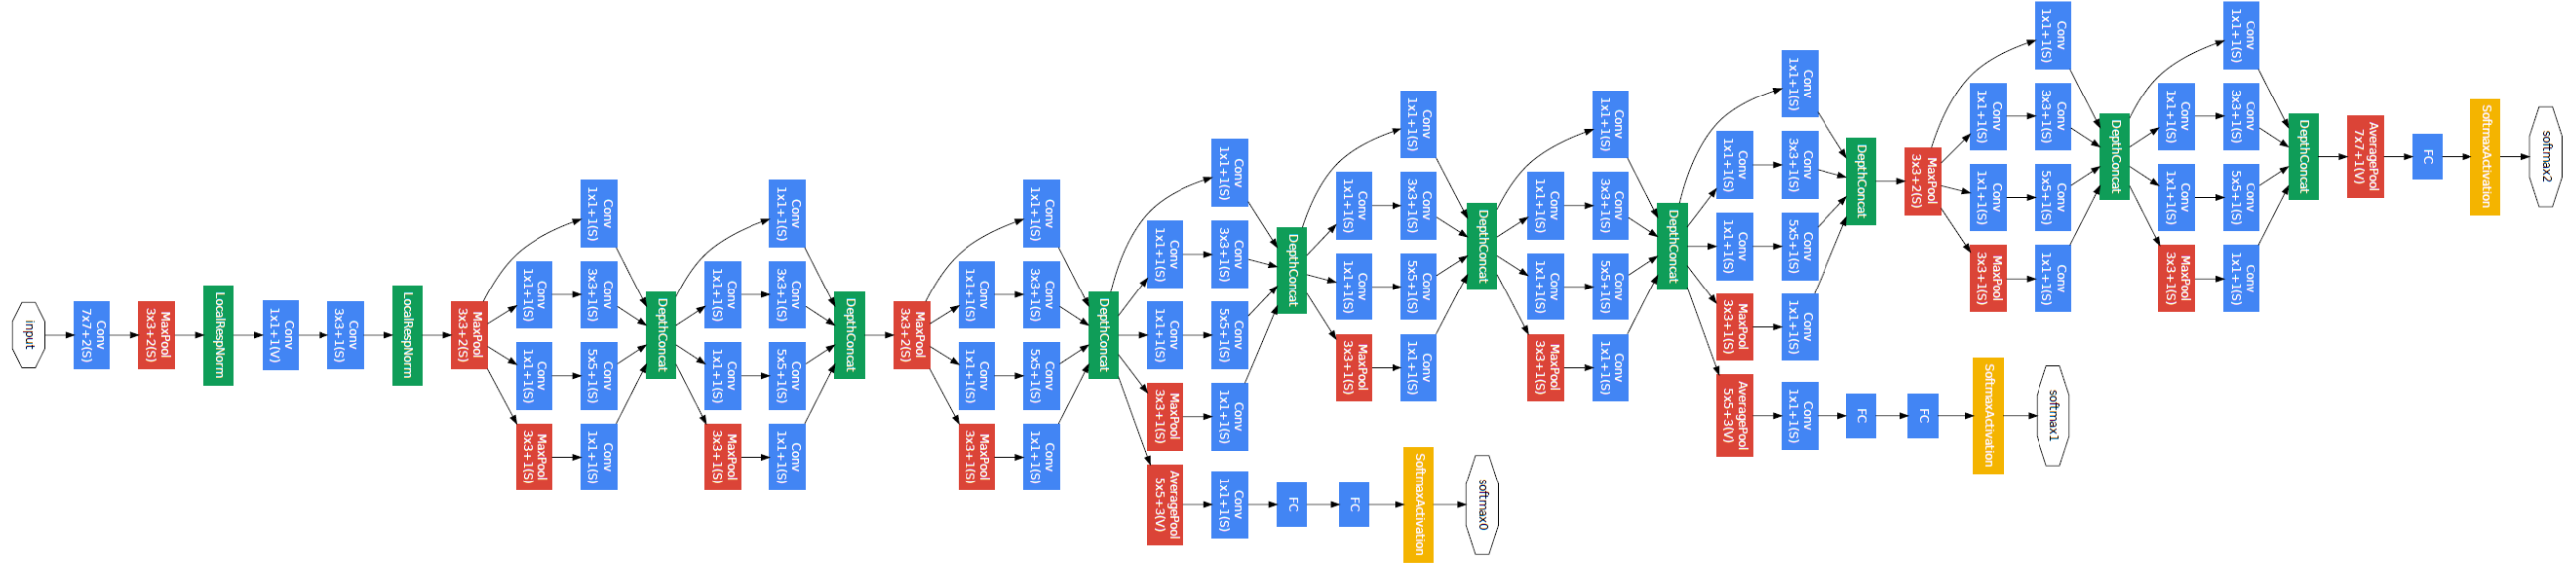 input
Conv
7x7+2(S)
MaxPool
3x3+2(S)
LocalRespNorm
Conv
1x1+1(V)
Conv
3x3+1(S)
LocalRespNorm
MaxPool
3x3+2(S)
Conv
1x1+1(S)
Conv
1x1+1(S)
MaxPool
3x3+1(S)
Conv
1x1+1(S)
Conv
3x3+1(S)
Conv
5x5+1(S)
Conv
1x1+1(S)
DepthConcat
Conv
1x1+1(S)
Conv
1x1+1(S)
MaxPool
3x3+1(S)
Conv
1x1+1(S)
Conv
3x3+1(S)
Conv
5x5+1(S)
Conv
1x1+1(S)
DepthConcat
MaxPool
3x3+2(S)
Conv
1x1+1(S)
Conv
1x1+1(S)
MaxPool
3x3+1(S)
Conv
1x1+1(S)
Conv
3x3+1(S)
Conv
5x5+1(S)
Conv
1x1+1(S)
DepthConcat
Conv
1x1+1(S)
Conv
1x1+1(S)
MaxPool
3x3+1(S)
AveragePool
5x5+3(V)
Conv
1x1+1(S)
Conv
3x3+1(S)
Conv
5x5+1(S)
Conv
1x1+1(S)
Conv
1x1+1(S)
DepthConcat
FC
FC
SoftmaxActivation
softmax0
Conv
1x1+1(S)
Conv
1x1+1(S)
MaxPool
3x3+1(S)
Conv
1x1+1(S)
Conv
3x3+1(S)
Conv
5x5+1(S)
Conv
1x1+1(S)
DepthConcat
Conv
1x1+1(S)
Conv
1x1+1(S)
MaxPool
3x3+1(S)
Conv
1x1+1(S)
Conv
3x3+1(S)
Conv
5x5+1(S)
Conv
1x1+1(S)
DepthConcat
Conv
1x1+1(S)
Conv
1x1+1(S)
MaxPool
3x3+1(S)
AveragePool
5x5+3(V)
Conv
1x1+1(S)
Conv
3x3+1(S)
Conv
5x5+1(S)
Conv
1x1+1(S)
Conv
1x1+1(S)
DepthConcat
FC
FC
SoftmaxActivation
softmax1
MaxPool
3x3+2(S)
Conv
1x1+1(S)
Conv
1x1+1(S)
MaxPool
3x3+1(S)
Conv
1x1+1(S)
Conv
3x3+1(S)
Conv
5x5+1(S)
Conv
1x1+1(S)
DepthConcat
Conv
1x1+1(S)
Conv
1x1+1(S)
MaxPool
3x3+1(S)
Conv
1x1+1(S)
Conv
3x3+1(S)
Conv
5x5+1(S)
Conv
1x1+1(S)
DepthConcat
AveragePool
7x7+1(V)
FC
SoftmaxActivation
softmax2